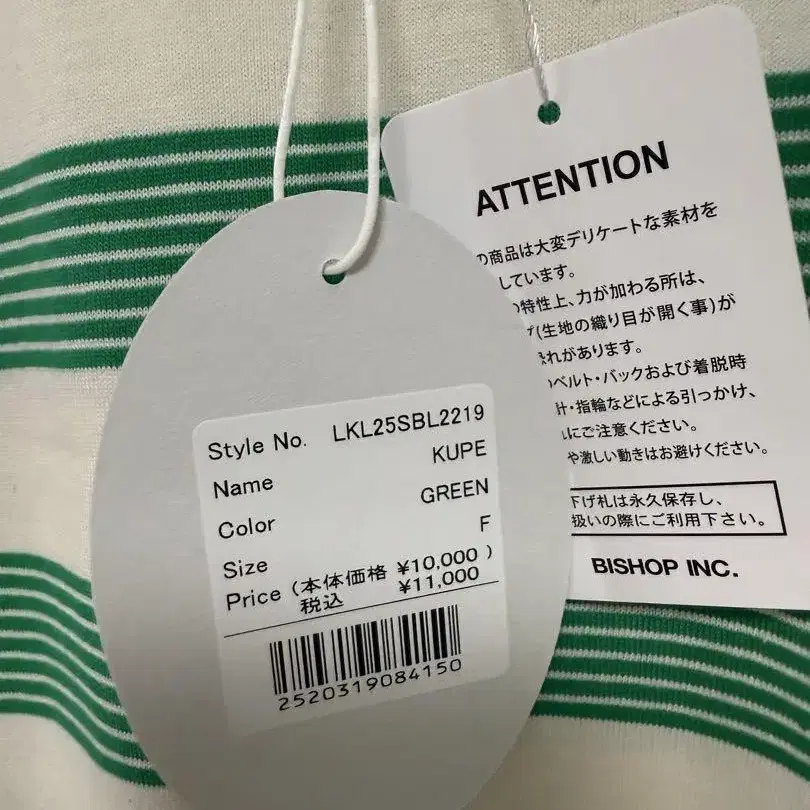 Style No. LKL25SBL2219
Name KUPE
Color GREEN
Size F
Price (本体価格 ¥10,000 )
税込 ¥11,000
2520319084150
ATTENTION
の商品は大変デリケートな素材を
しています。
の特性上、力が加わる所は、
(生地の織り目が開く事)が
恐れがあります。
ベルト・バックおよび着脱時
計・指輪などによる引っかけ、
にご注意ください。
や激しい動きはお避けください。
下げ札は永久保存し、
扱いの際にご利用下さい。
BISHOP INC.